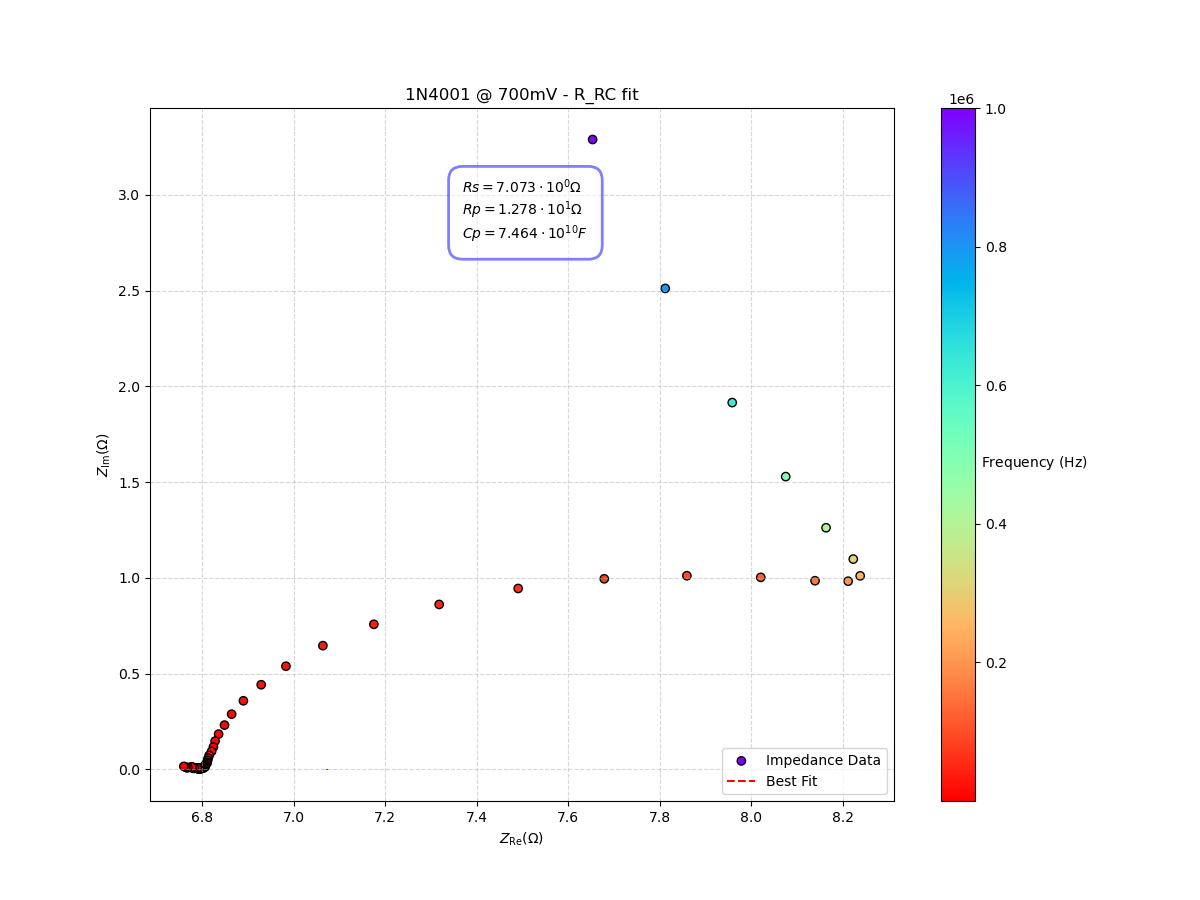 1N4001 @ 700mV - R_RC fit
1e6
Rs = 7.073 · 10⁰Ω
Rp = 1.278 · 10¹Ω
Cp = 7.464 · 10¹⁰F
3.0
2.5
2.0
1.5
1.0
0.5
0.0
Z_Im(Ω)
6.8 7.0 7.2 7.4 7.6 7.8 8.0 8.2
Z_Re(Ω)
Impedance Data
Best Fit
1.0
0.8
0.6
0.4
0.2
Frequency (Hz)